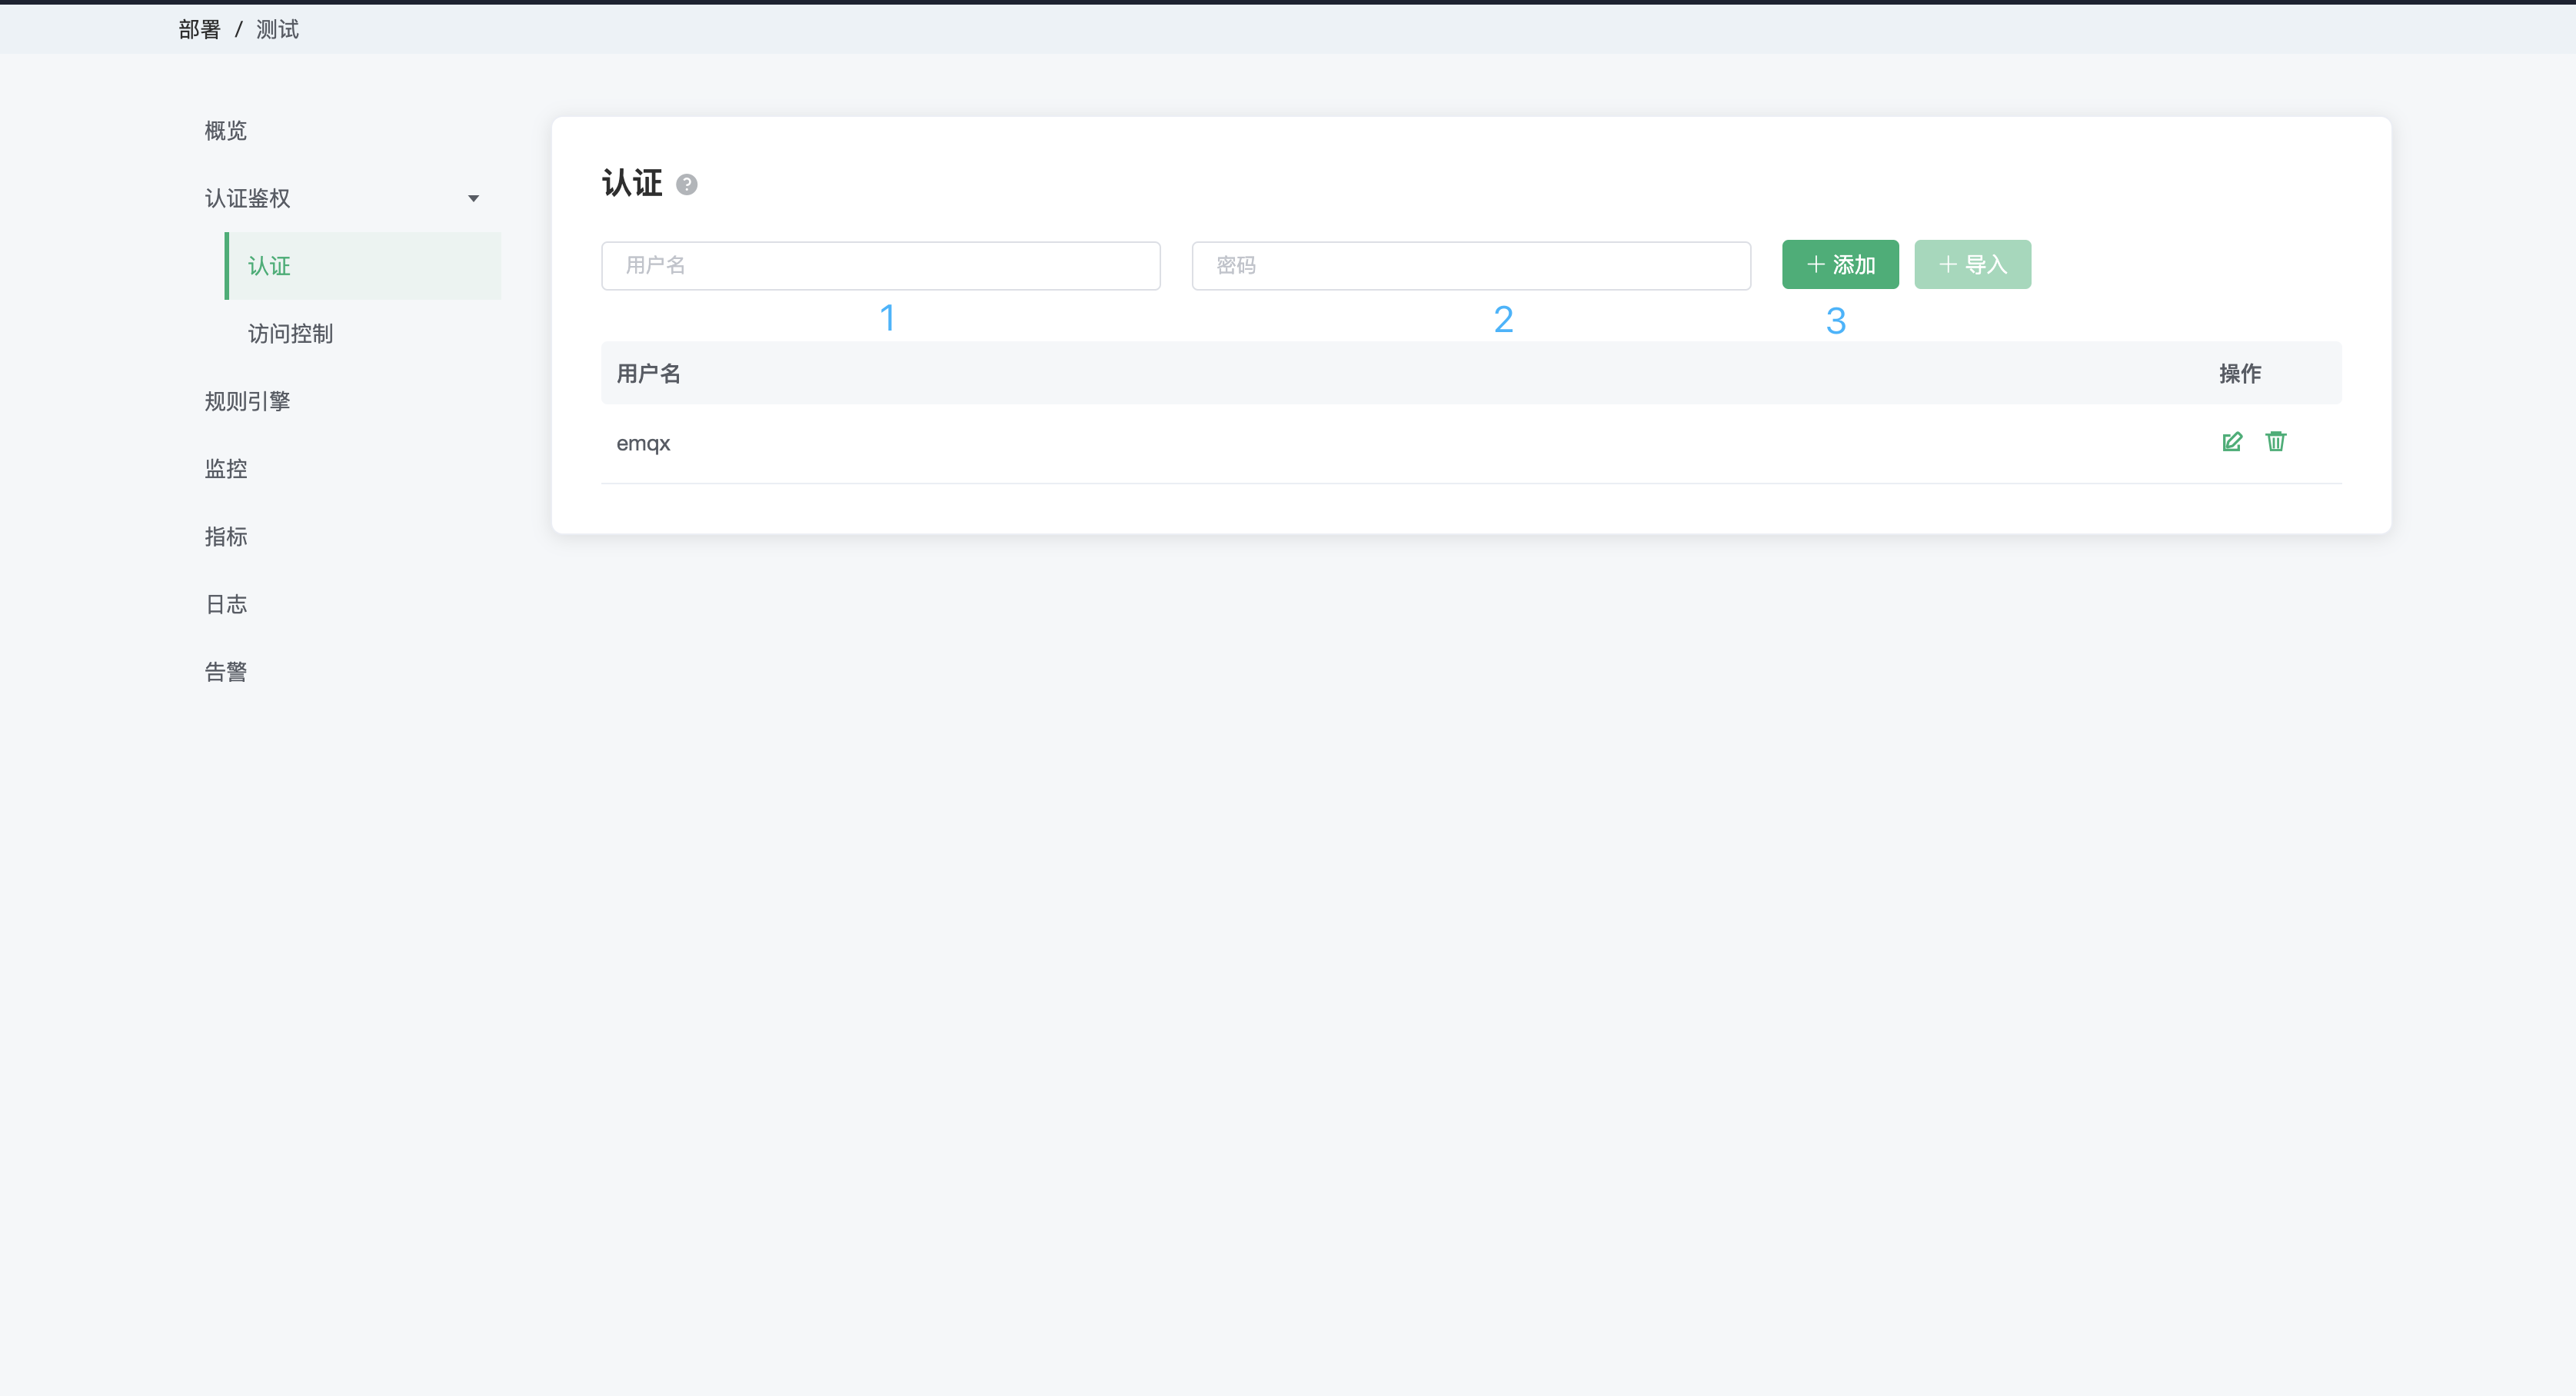 部署 / 测试
概览
认证鉴权
认证
访问控制
规则引擎
监控
指标
日志
告警
认证 ?
用户名 密码 + 添加 + 导入
1 2 3
用户名 操作
emqx